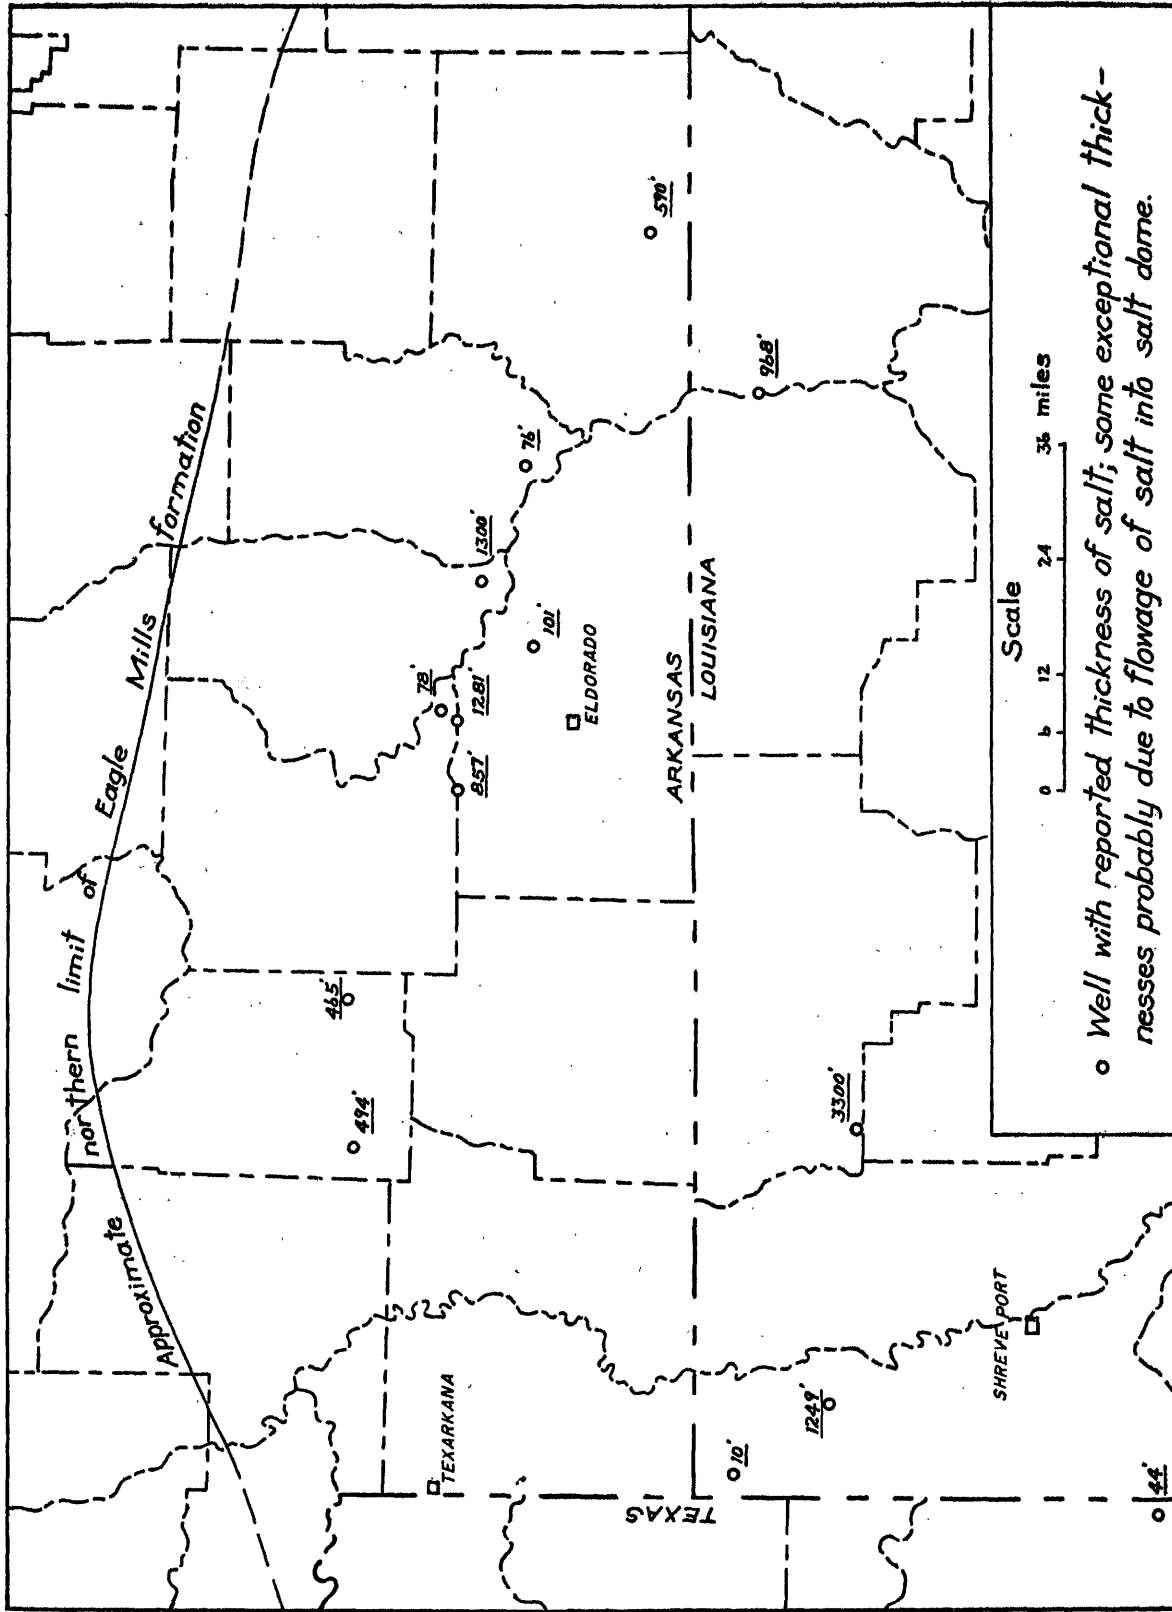 Approximate northern limit of Eagle Mills formation
465'
494'
78'
1281'
857'
1300'
76'
101'
ELDORADO
590'
TEXARKANA
ARKANSAS
LOUISIANA
TEXAS
968'
10'
1249'
3300'
SHREVEPORT
44'
Scale
0 6 12 24 36 miles
Well with reported thickness of salt; some exceptional thick-
nesses probably due to flowage of salt into salt dome.